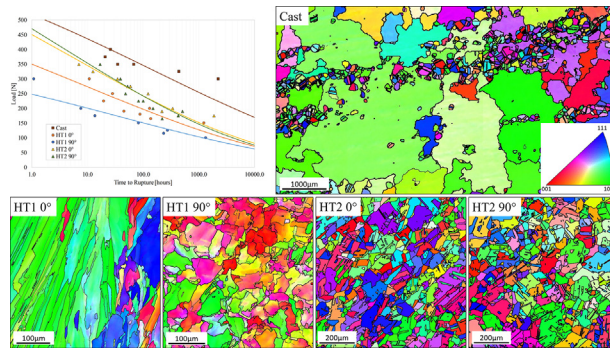 500
450
400
350
300
250
200
150
100
50
0
Load [N]
Cast
HT1 0°
HT1 90°
HT2 0°
HT2 90°
1.0 10.0 100.0 1000.0 10000.0
Time to Rupture [hours]
Cast
1000µm
111
001 10
HT1 0°
100µm
HT1 90°
100µm
HT2 0°
200µm
HT2 90°
200µm